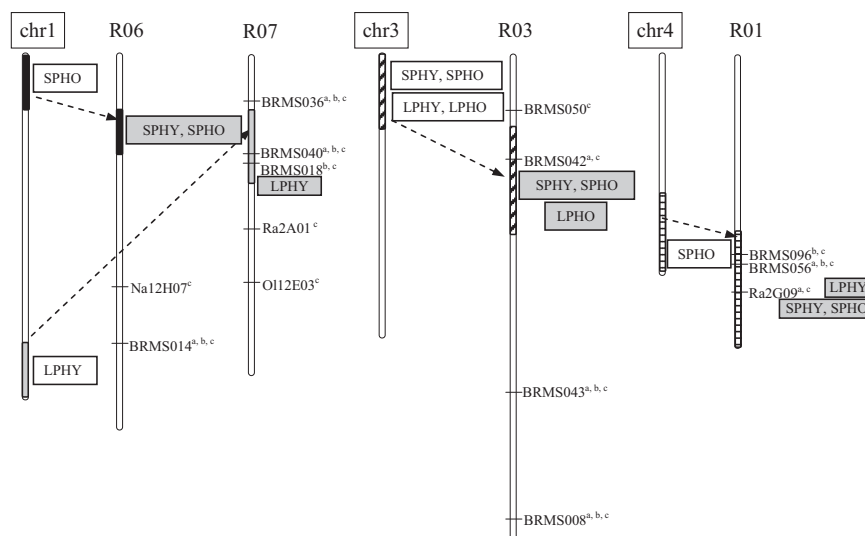 chr1
R06
R07
chr3
R03
chr4
R01
SPHO
SPHY, SPHO
BRMS036a, b, c
BRMS040a, b, c
BRMS018b, c
LPHY
Ra2A01c
Ol12E03c
Na12H07c
BRMS014a, b, c
LPHY
SPHY, SPHO
LPHY, LPHO
BRMS050c
BRMS042a, c
SPHY, SPHO
LPHO
BRMS043a, b, c
BRMS008a, b, c
SPHO
BRMS096b, c
BRMS056a, b, c
Ra2G09a, c
LPHY
SPHY, SPHO